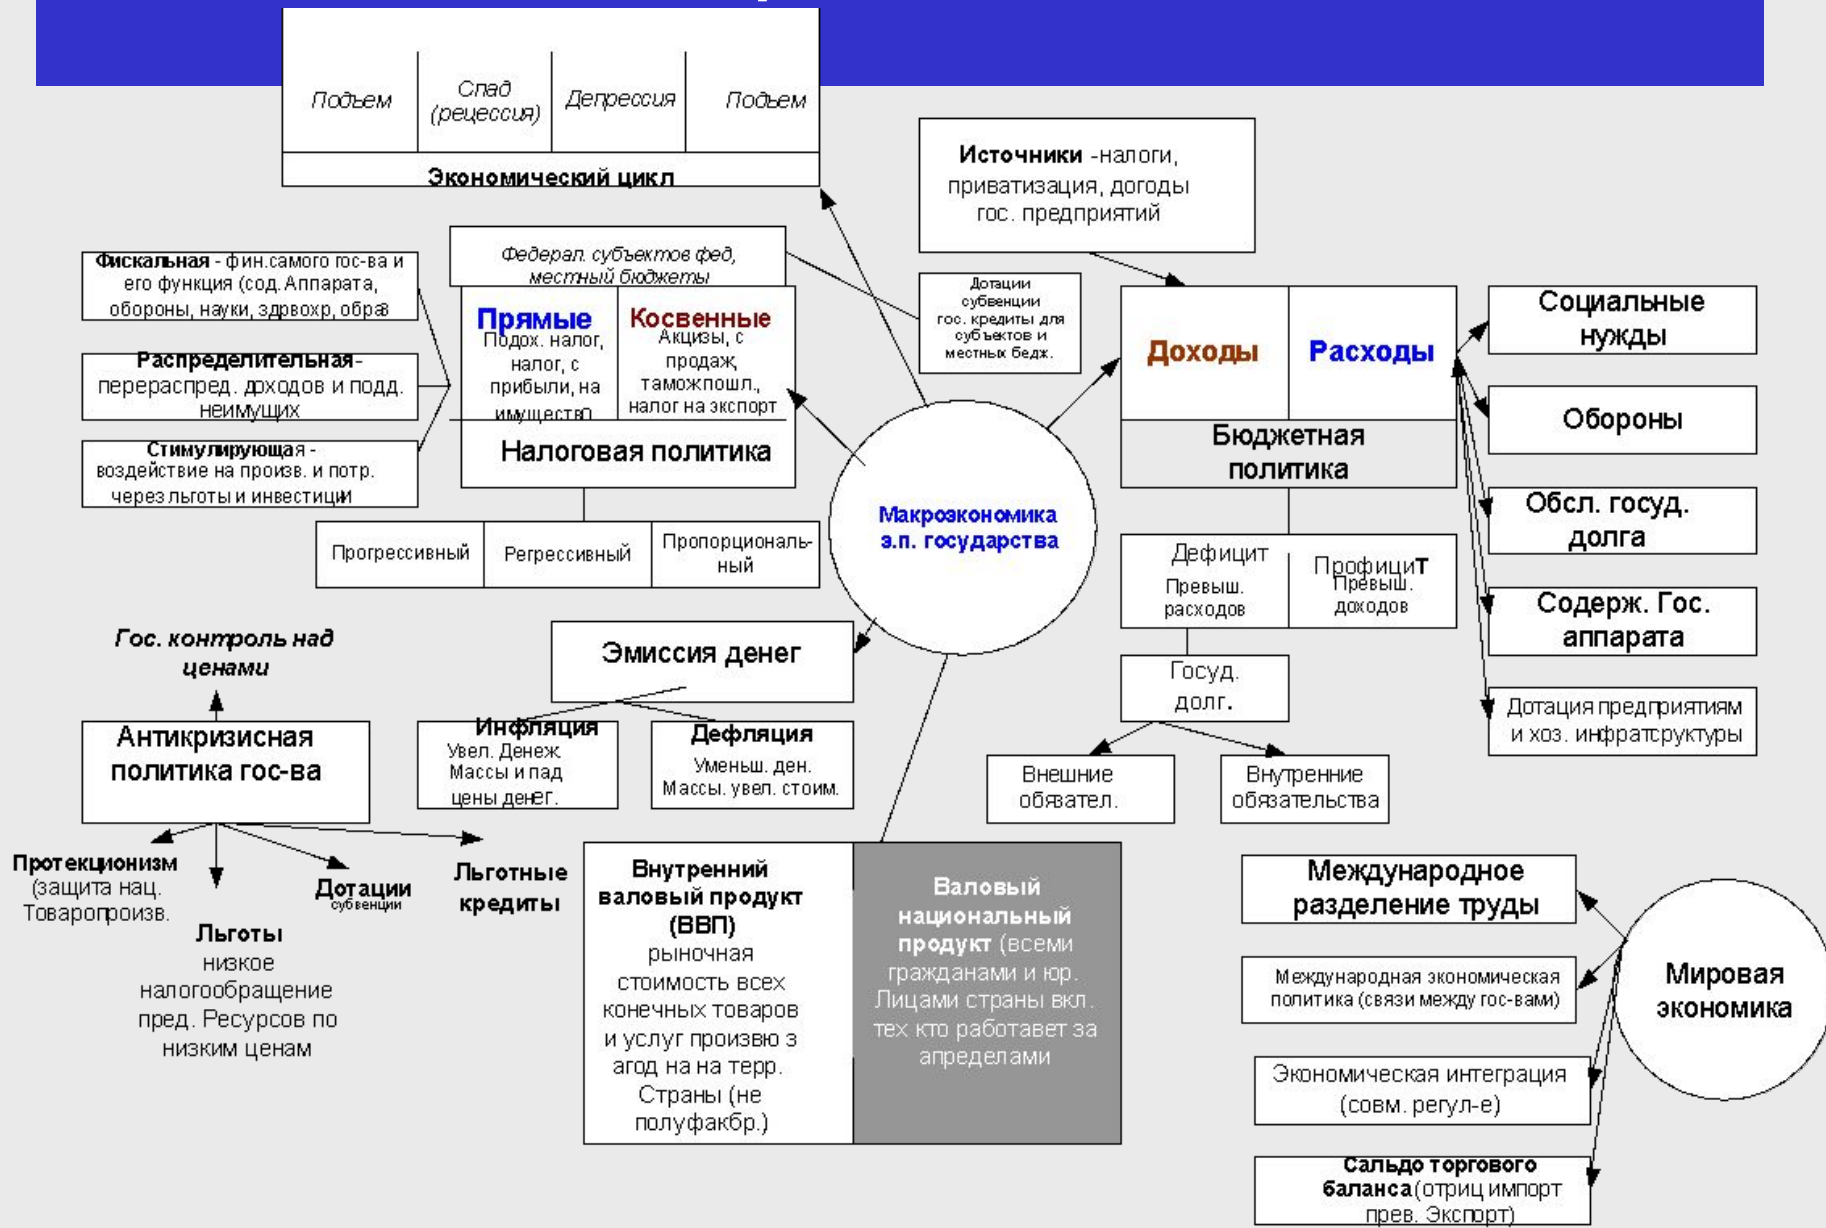 Подъем
Спад
(рецессия)
Депрессия
Подъем
Экономический цикл
Источники -налоги,
приватизация, догоды
гос. предприятий
Федерал. субъектов фед,
местный бюджеты
Фискальная - фин.самого гос-ва и
его функция (сод. Аппарата,
обороны, науки, здрвохр, образ
Распределительная-
перераспред. доходов и подд.
неимущих
Стимулирующая -
воздействие на произв. и потр.
через льготы и инвестиции
Прямые
Подох. налог,
налог, с
прибыли, на
имущество
Косвенные
Акцизы, с
продаж,
таможпошл.,
налог на экспорт
Налоговая политика
Прогрессивный
Регрессивный
Пропорциональ-
ный
Дотации
субвенции
гос. кредиты для
субъектов и
местных бедж.
Доходы
Расходы
Бюджетная
политика
Социальные
нужды
Обороны
Обсл. госуд.
долга
Содерж. Гос.
аппарата
Дотация предприятиям
и хоз. инфратсруктуры
Макроэкономика
э.п. государства
Дефицит
Превыш.
расходов
Профицит
Превыш.
доходов
Госуд.
долг.
Внешние
обязател.
Внутренние
обязательства
Эмиссия денег
Инфляция
Увел. Денеж.
Массы и пад
цены денег.
Дефляция
Уменьш. ден.
Массы. увел. стоим.
Гос. контроль над
ценами
Антикризисная
политика гос-ва
Протекционизм
(защита нац.
Товаропроизв.
Льготы
низкое
налогообращение
пред. Ресурсов по
низким ценам
Дотации
субвенции
Льготные
кредиты
Внутренний
валовый продукт
(ВВП)
рыночная
стоимость всех
конечных товаров
и услуг произвю з
агод на на терр.
Страны (не
полуфакбр.)
Валовый
национальный
продукт (всеми
гражданами и юр.
Лицами страны вкл.
тех кто работавет за
апределами
Международное
разделение труды
Международная экономическая
политика (связи между гос-вами)
Экономическая интеграция
(совм. регул-е)
Сальдо торгового
баланса(отриц импорт
прев. Экспорт)
Мировая
экономика